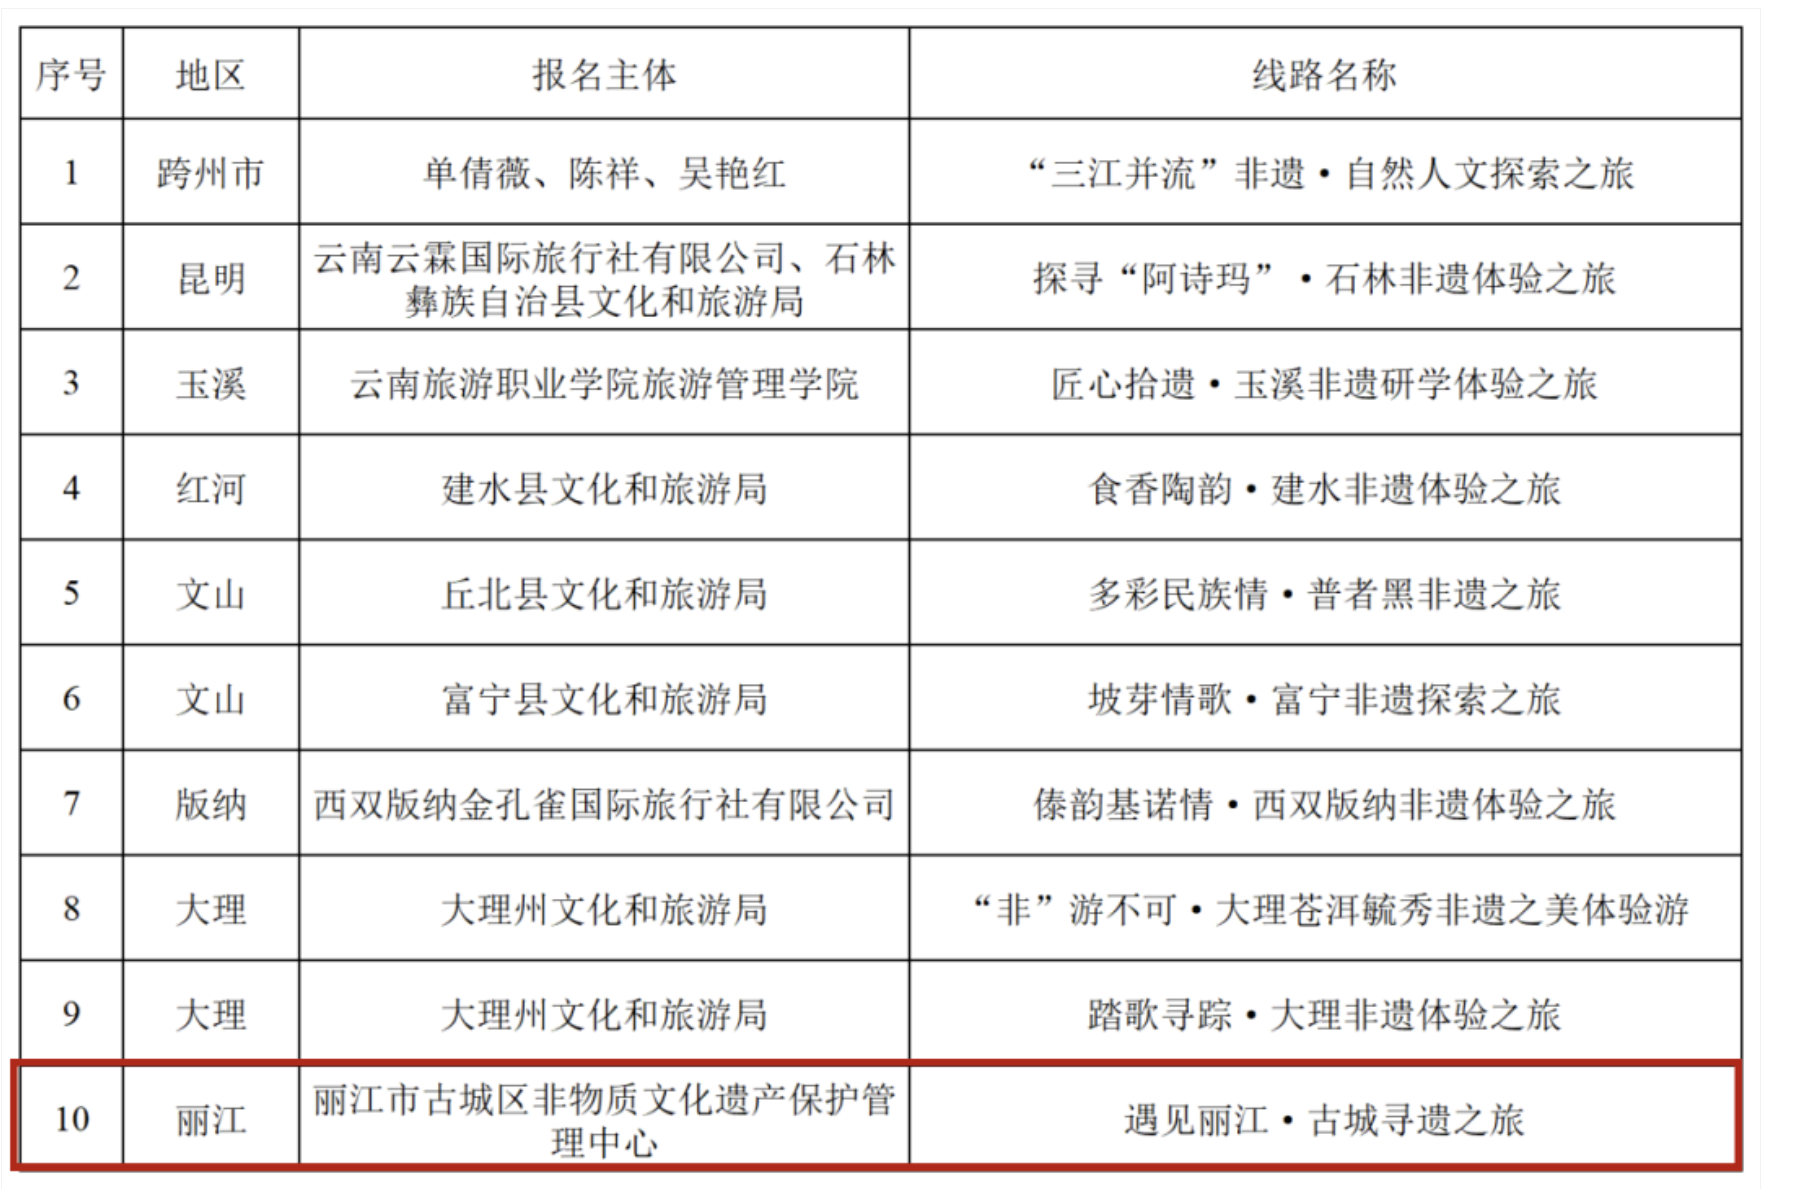 序号 地区 报名主体 线路名称
1 跨州市 单倩薇、陈祥、吴艳红 “三江并流”非遗·自然人文探索之旅
2 昆明 云南云霖国际旅行社有限公司、石林
彝族自治县文化和旅游局 探寻“阿诗玛”·石林非遗体验之旅
3 玉溪 云南旅游职业学院旅游管理学院 匠心拾遗·玉溪非遗研学体验之旅
4 红河 建水县文化和旅游局 食香陶韵·建水非遗体验之旅
5 文山 丘北县文化和旅游局 多彩民族情·普者黑非遗之旅
6 文山 富宁县文化和旅游局 坡芽情歌·富宁非遗探索之旅
7 版纳 西双版纳金孔雀国际旅行社有限公司 傣韵基诺情·西双版纳非遗体验之旅
8 大理 大理州文化和旅游局 “非”游不可·大理苍洱毓秀非遗之美体验游
9 大理 大理州文化和旅游局 踏歌寻踪·大理非遗体验之旅
10 丽江 丽江市古城区非物质文化遗产保护管
理中心 遇见丽江·古城寻遗之旅